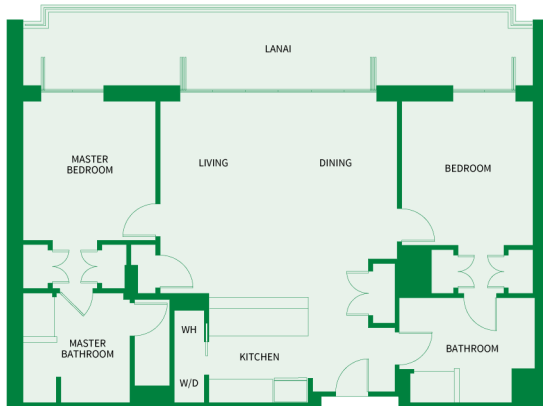 LANAI
MASTER
BEDROOM
LIVING
DINING
BEDROOM
MASTER
BATHROOM
WH
W/D
KITCHEN
BATHROOM